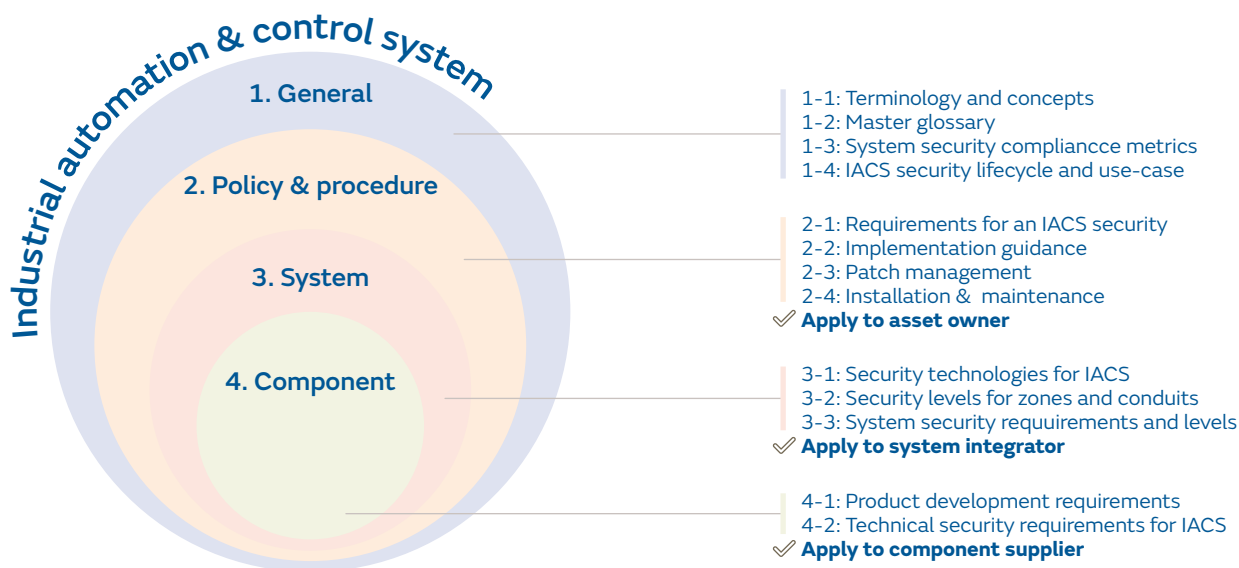 Industrial automation & control system
1. General
2. Policy & procedure
3. System
4. Component
1-1: Terminology and concepts
1-2: Master glossary
1-3: System security compliancce metrics
1-4: IACS security lifecycle and use-case
2-1: Requirements for an IACS security
2-2: Implementation guidance
2-3: Patch management
2-4: Installation & maintenance
Apply to asset owner
3-1: Security technologies for IACS
3-2: Security levels for zones and conduits
3-3: System security requuirements and levels
Apply to system integrator
4-1: Product development requirements
4-2: Technical security requirements for IACS
Apply to component supplier